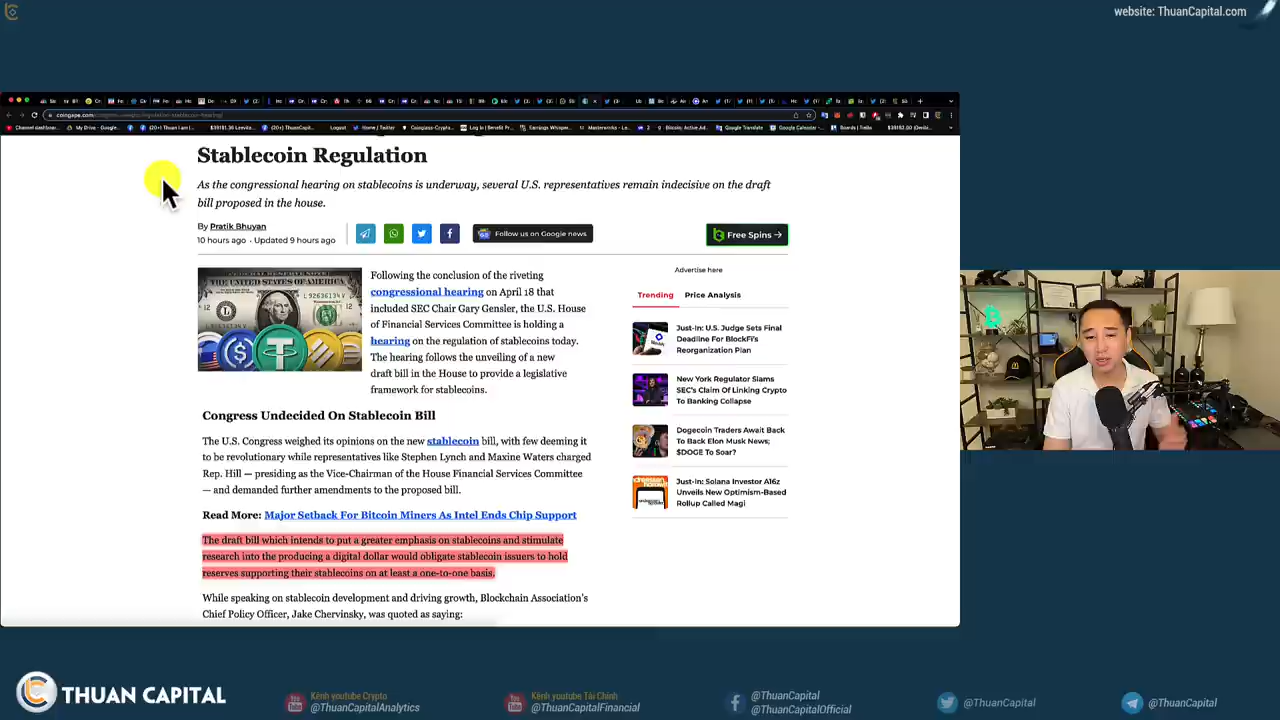 website: ThuanCapital.com
Stablecoin Regulation
As the congressional hearing on stablecoins is underway, several U.S. representatives remain indecisive on the draft
bill proposed in the house.
By Pratik Bhuyan
10 hours ago · Updated 9 hours ago
Follow us on Google news
Free Spins →
Advertise here
Following the conclusion of the riveting
congressional hearing on April 18 that
included SEC Chair Gary Gensler, the U.S. House
of Financial Services Committee is holding a
hearing on the regulation of stablecoins today.
The hearing follows the unveiling of a new
draft bill in the House to provide a legislative
framework for stablecoins.
Trending
Price Analysis
Just-In: U.S. Judge Sets Final
Deadline For BlockFi's
Reorganization Plan
New York Regulator Slams
SEC's Claim Of Linking Crypto
To Banking Collapse
Dogecoin Traders Await Back
To Back Elon Musk News;
$DOGE To Soar?
Just-In: Solana Investor A16z
Unveils New Optimism-Based
Rollup Called Magi
Congress Undecided On Stablecoin Bill
The U.S. Congress weighed its opinions on the new stablecoin bill, with few deeming it
to be revolutionary while representatives like Stephen Lynch and Maxine Waters charged
Rep. Hill — presiding as the Vice-Chairman of the House Financial Services Committee
— and demanded further amendments to the proposed bill.
Read More: Major Setback For Bitcoin Miners As Intel Ends Chip Support
The draft bill which intends to put a greater emphasis on stablecoins and stimulate
research into the producing a digital dollar would obligate stablecoin issuers to hold
reserves supporting their stablecoins on at least a one-to-one basis.
While speaking on stablecoin development and driving growth, Blockchain Association's
Chief Policy Officer, Jake Chervinsky, was quoted as saying:
THUAN CAPITAL
Kênh youtube Crypto
@ThuanCapitalAnalytics
Kênh youtube Tài Chính
@ThuanCapitalFinancial
@ThuanCapital
@ThuanCapitalOfficial
@ThuanCapital
@ThuanCapital